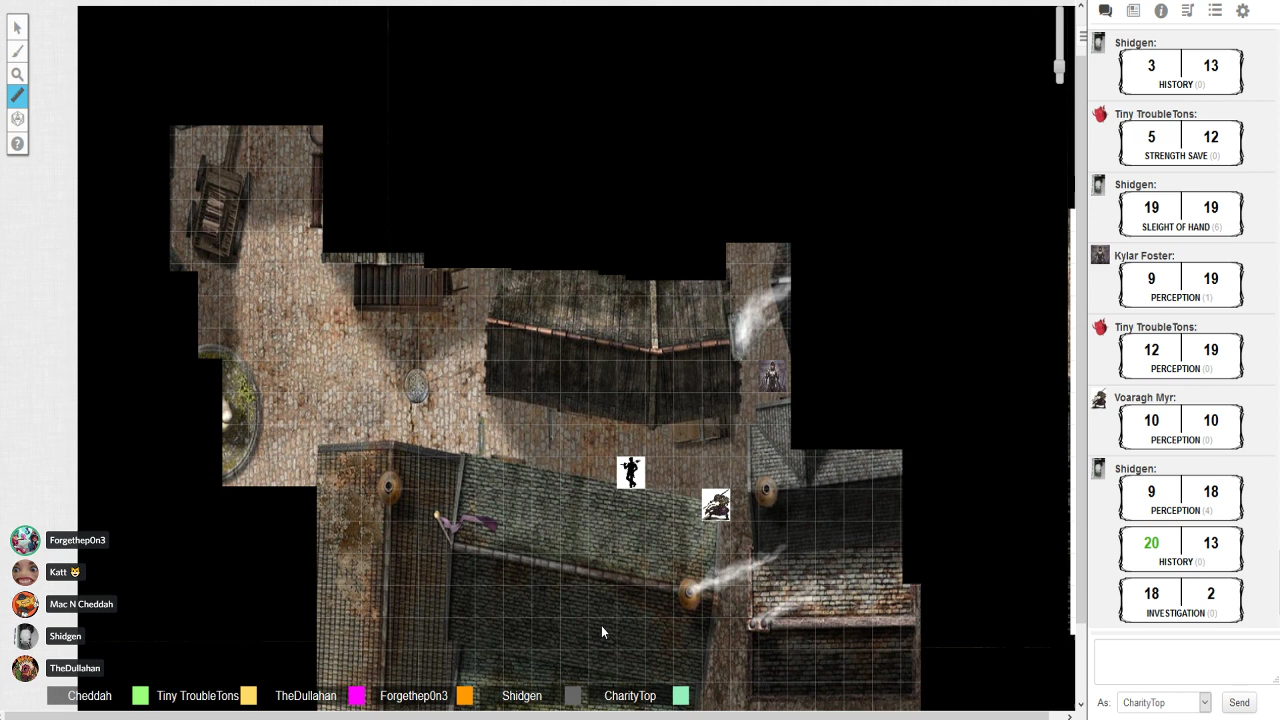 Shidgen:
3 13
HISTORY (0)
Tiny TroubleTons:
5 12
STRENGTH SAVE (0)
Shidgen:
19 19
SLEIGHT OF HAND (6)
Kylar Foster:
9 19
PERCEPTION (1)
Tiny TroubleTons:
12 19
PERCEPTION (0)
Voaragh Myr:
10 10
PERCEPTION (0)
Shidgen:
9 18
PERCEPTION (4)
20 13
HISTORY (0)
18 2
INVESTIGATION (0)
As: CharityTop Send
Forgethep0n3
Katt
Mac N Cheddah
Shidgen
TheDullahan
Cheddah Tiny TroubleTons TheDullahan Forgethep0n3 Shidgen CharityTop